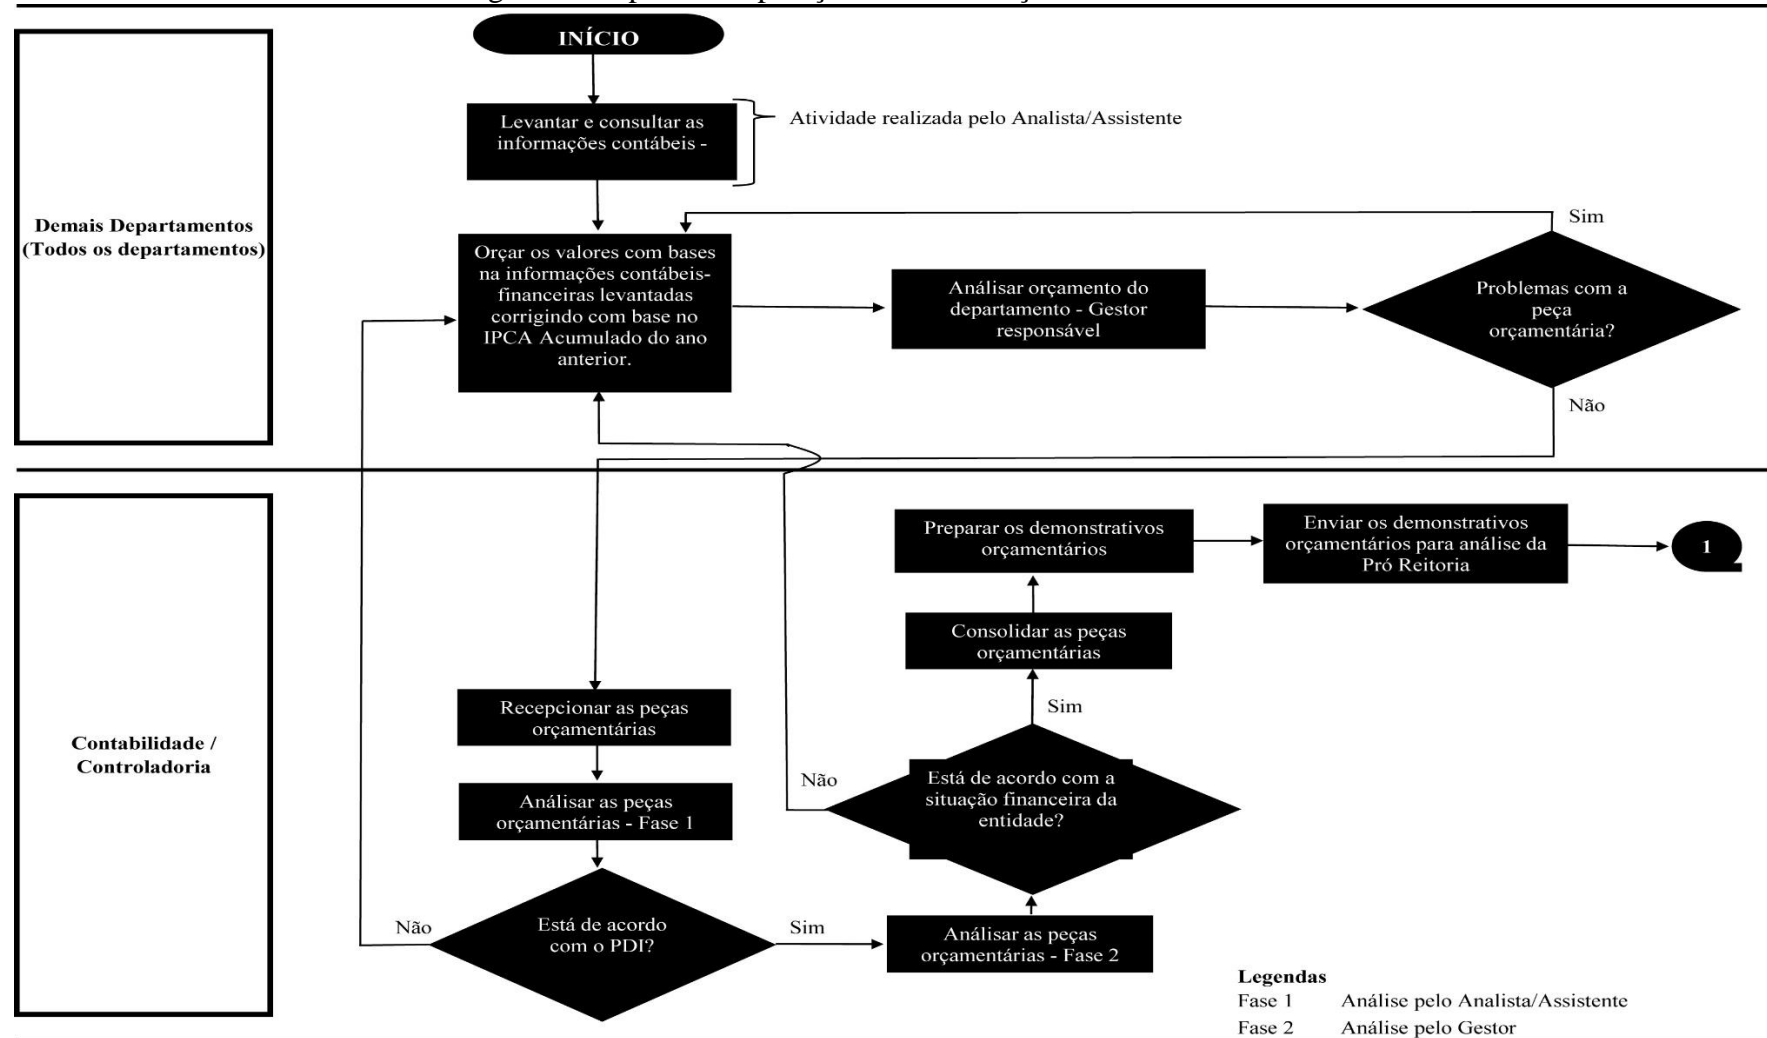 INÍCIO
Levantar e consultar as
informações contábeis -
Atividade realizada pelo Analista/Assistente
Demais Departamentos
(Todos os departamentos)
Orçar os valores com bases
na informações contábeis-
financeiras levantadas
corrigindo com base no
IPCA Acumulado do ano
anterior.
Análisar orçamento do
departamento - Gestor
responsável
Problemas com a
peça
orçamentária?
Sim
Não
Contabilidade /
Controladoria
Recepcionar as peças
orçamentárias
Análisar as peças
orçamentárias - Fase 1
Está de acordo
com o PDI?
Não
Sim
Análisar as peças
orçamentárias - Fase 2
Está de acordo com a
situação financeira da
entidade?
Não
Sim
Consolidar as peças
orçamentárias
Preparar os demonstrativos
orçamentários
Enviar os demonstrativos
orçamentários para análise da
Pró Reitoria
1
Legendas
Fase 1 Análise pelo Analista/Assistente
Fase 2 Análise pelo Gestor